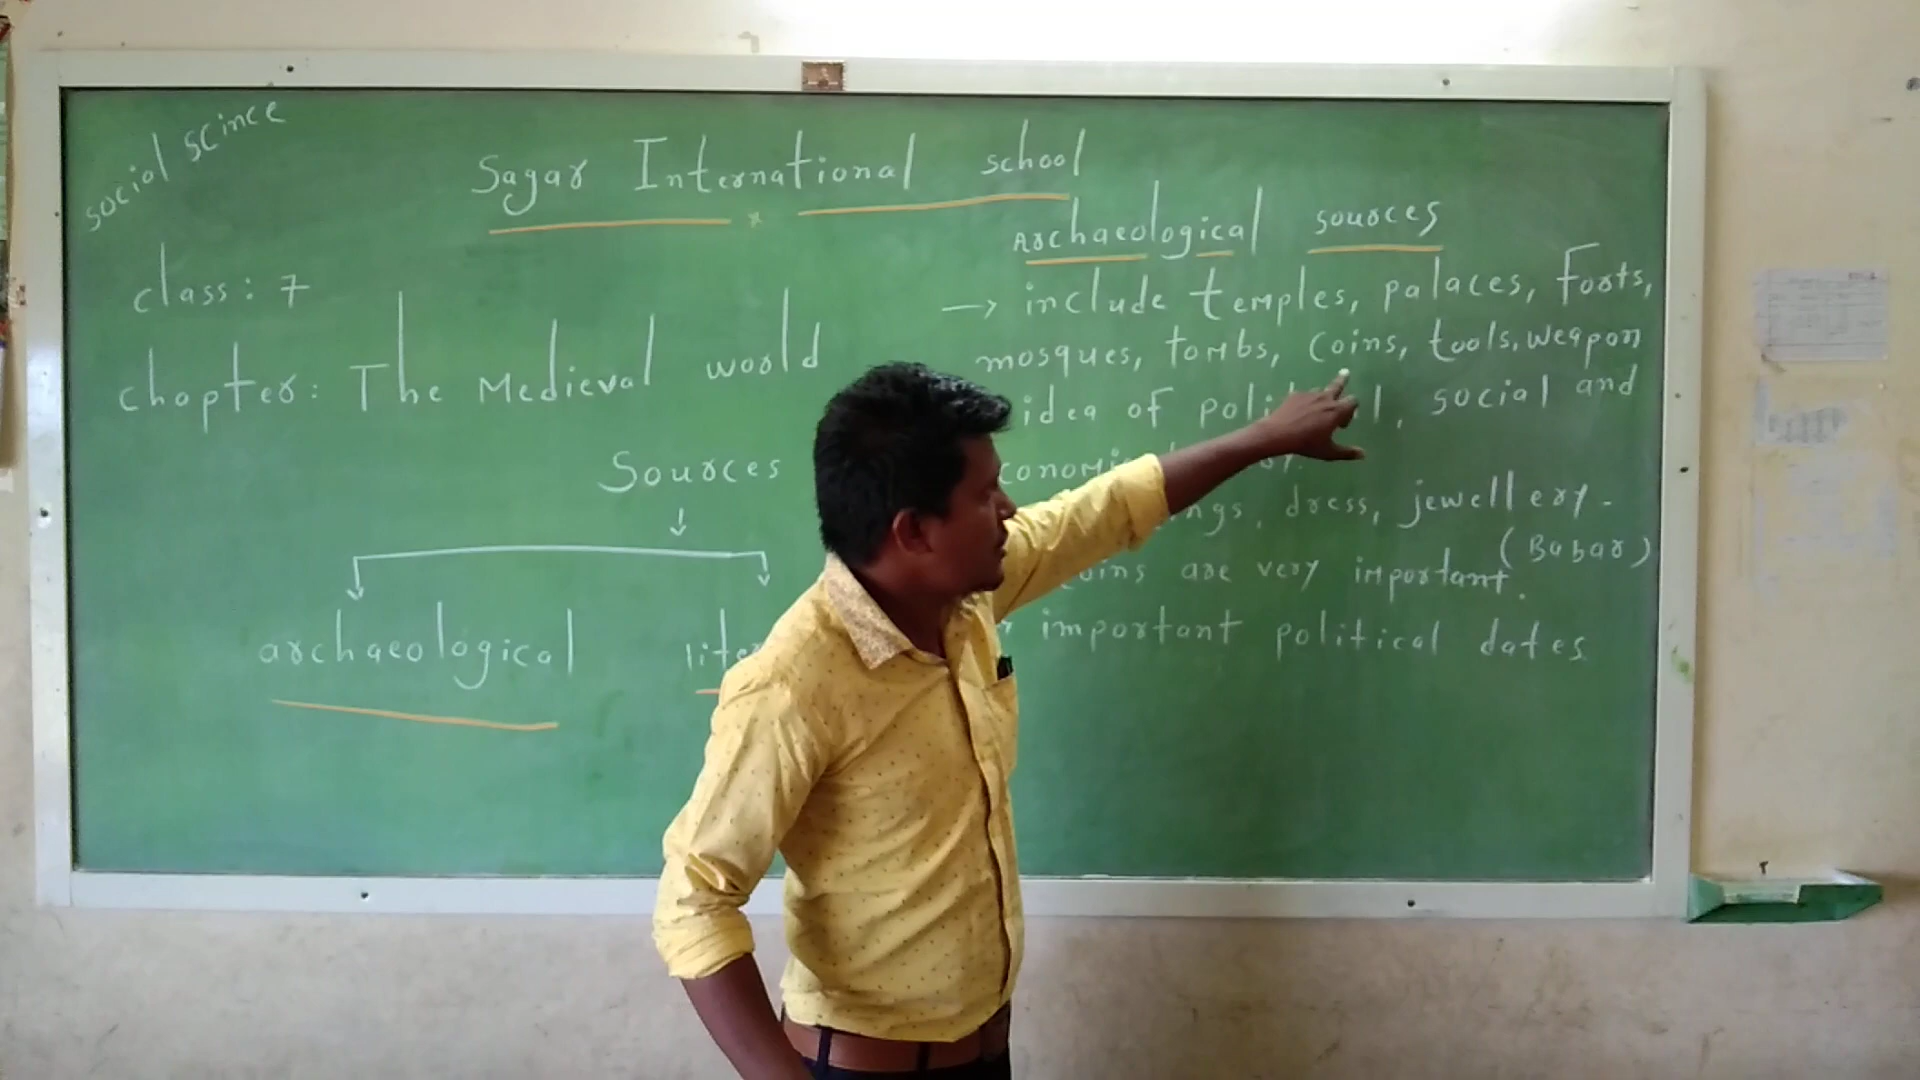 social scince
Sagar International school
class: 7
chapter: The Medieval world
Sources
archaeological
Archaeological sources
→ include temples, palaces, Forts,
mosques, tombs, coins, tools, weapon
idea of social and
dress, jewellery.
(Babar)
coins are very important.
important political dates